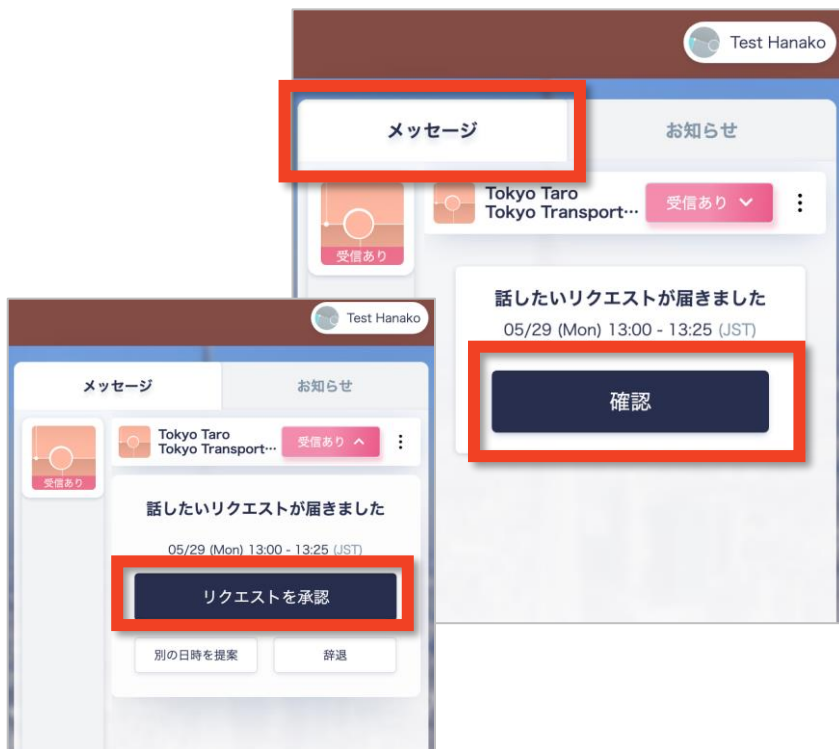 Test Hanako
メッセージ
お知らせ
Tokyo Taro
Tokyo Transport…
受信あり
受信あり
話したいリクエストが届きました
05/29 (Mon) 13:00 - 13:25 (JST)
確認
Test Hanako
メッセージ
お知らせ
Tokyo Taro
Tokyo Transport…
受信あり
受信あり
話したいリクエストが届きました
05/29 (Mon) 13:00 - 13:25 (JST)
リクエストを承認
別の日時を提案
辞退